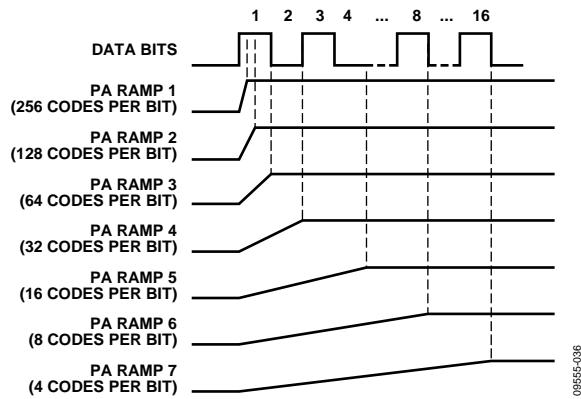 1 2 3 4 ... 8 ... 16
DATA BITS
PA RAMP 1
(256 CODES PER BIT)
PA RAMP 2
(128 CODES PER BIT)
PA RAMP 3
(64 CODES PER BIT)
PA RAMP 4
(32 CODES PER BIT)
PA RAMP 5
(16 CODES PER BIT)
PA RAMP 6
(8 CODES PER BIT)
PA RAMP 7
(4 CODES PER BIT)
09555-036